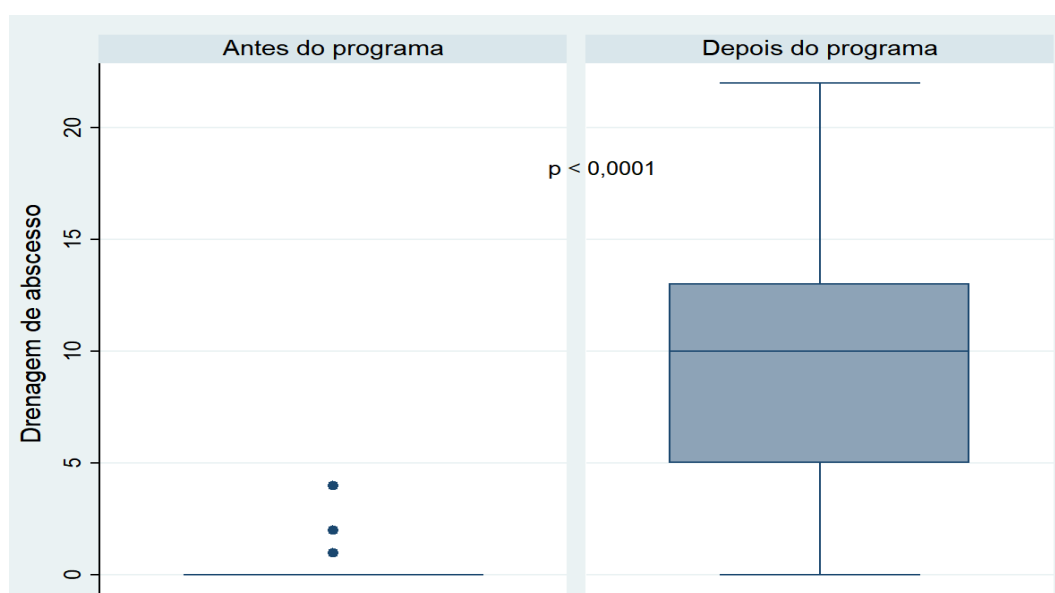 Antes do programa
Depois do programa
p < 0,0001
Drenagem de abscesso
20
15
10
5
0